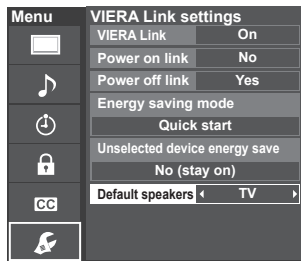 Menu
VIERA Link settings
VIERA Link On
Power on link No
Power off link Yes
Energy saving mode
Quick start
Unselected device energy save
No (stay on)
Default speakers TV
CC